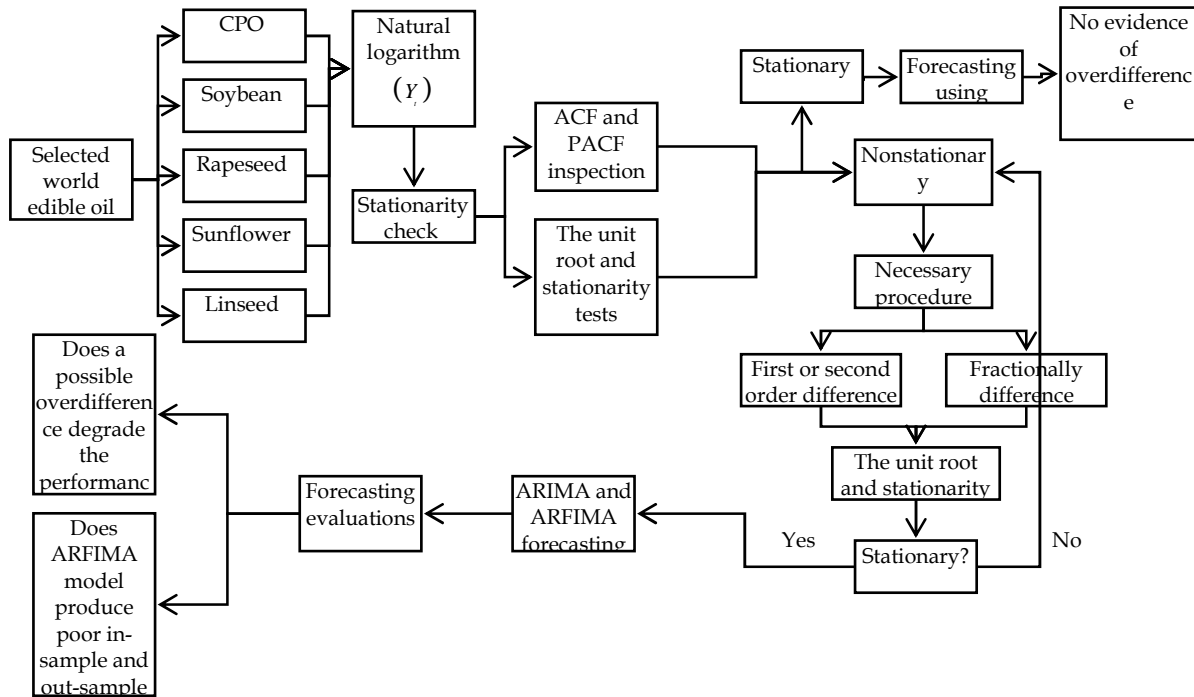 Selected
world
edible oil
CPO
Soybean
Rapeseed
Sunflower
Linseed
Natural
logarithm
(Y_t)
Stationarity
check
ACF and
PACF
inspection
The unit
root and
stationarity
tests
Stationary
Forecasting
using
No evidence
of
overdifferenc
e
Nonstationar
y
Necessary
procedure
First or second
order difference
Fractionally
difference
The unit root
and stationarity
Stationary?
Yes
No
ARIMA and
ARFIMA
forecasting
Forecasting
evaluations
Does a
possible
overdifferen
ce degrade
the
performanc
Does
ARFIMA
model
produce
poor in-
sample and
out-sample